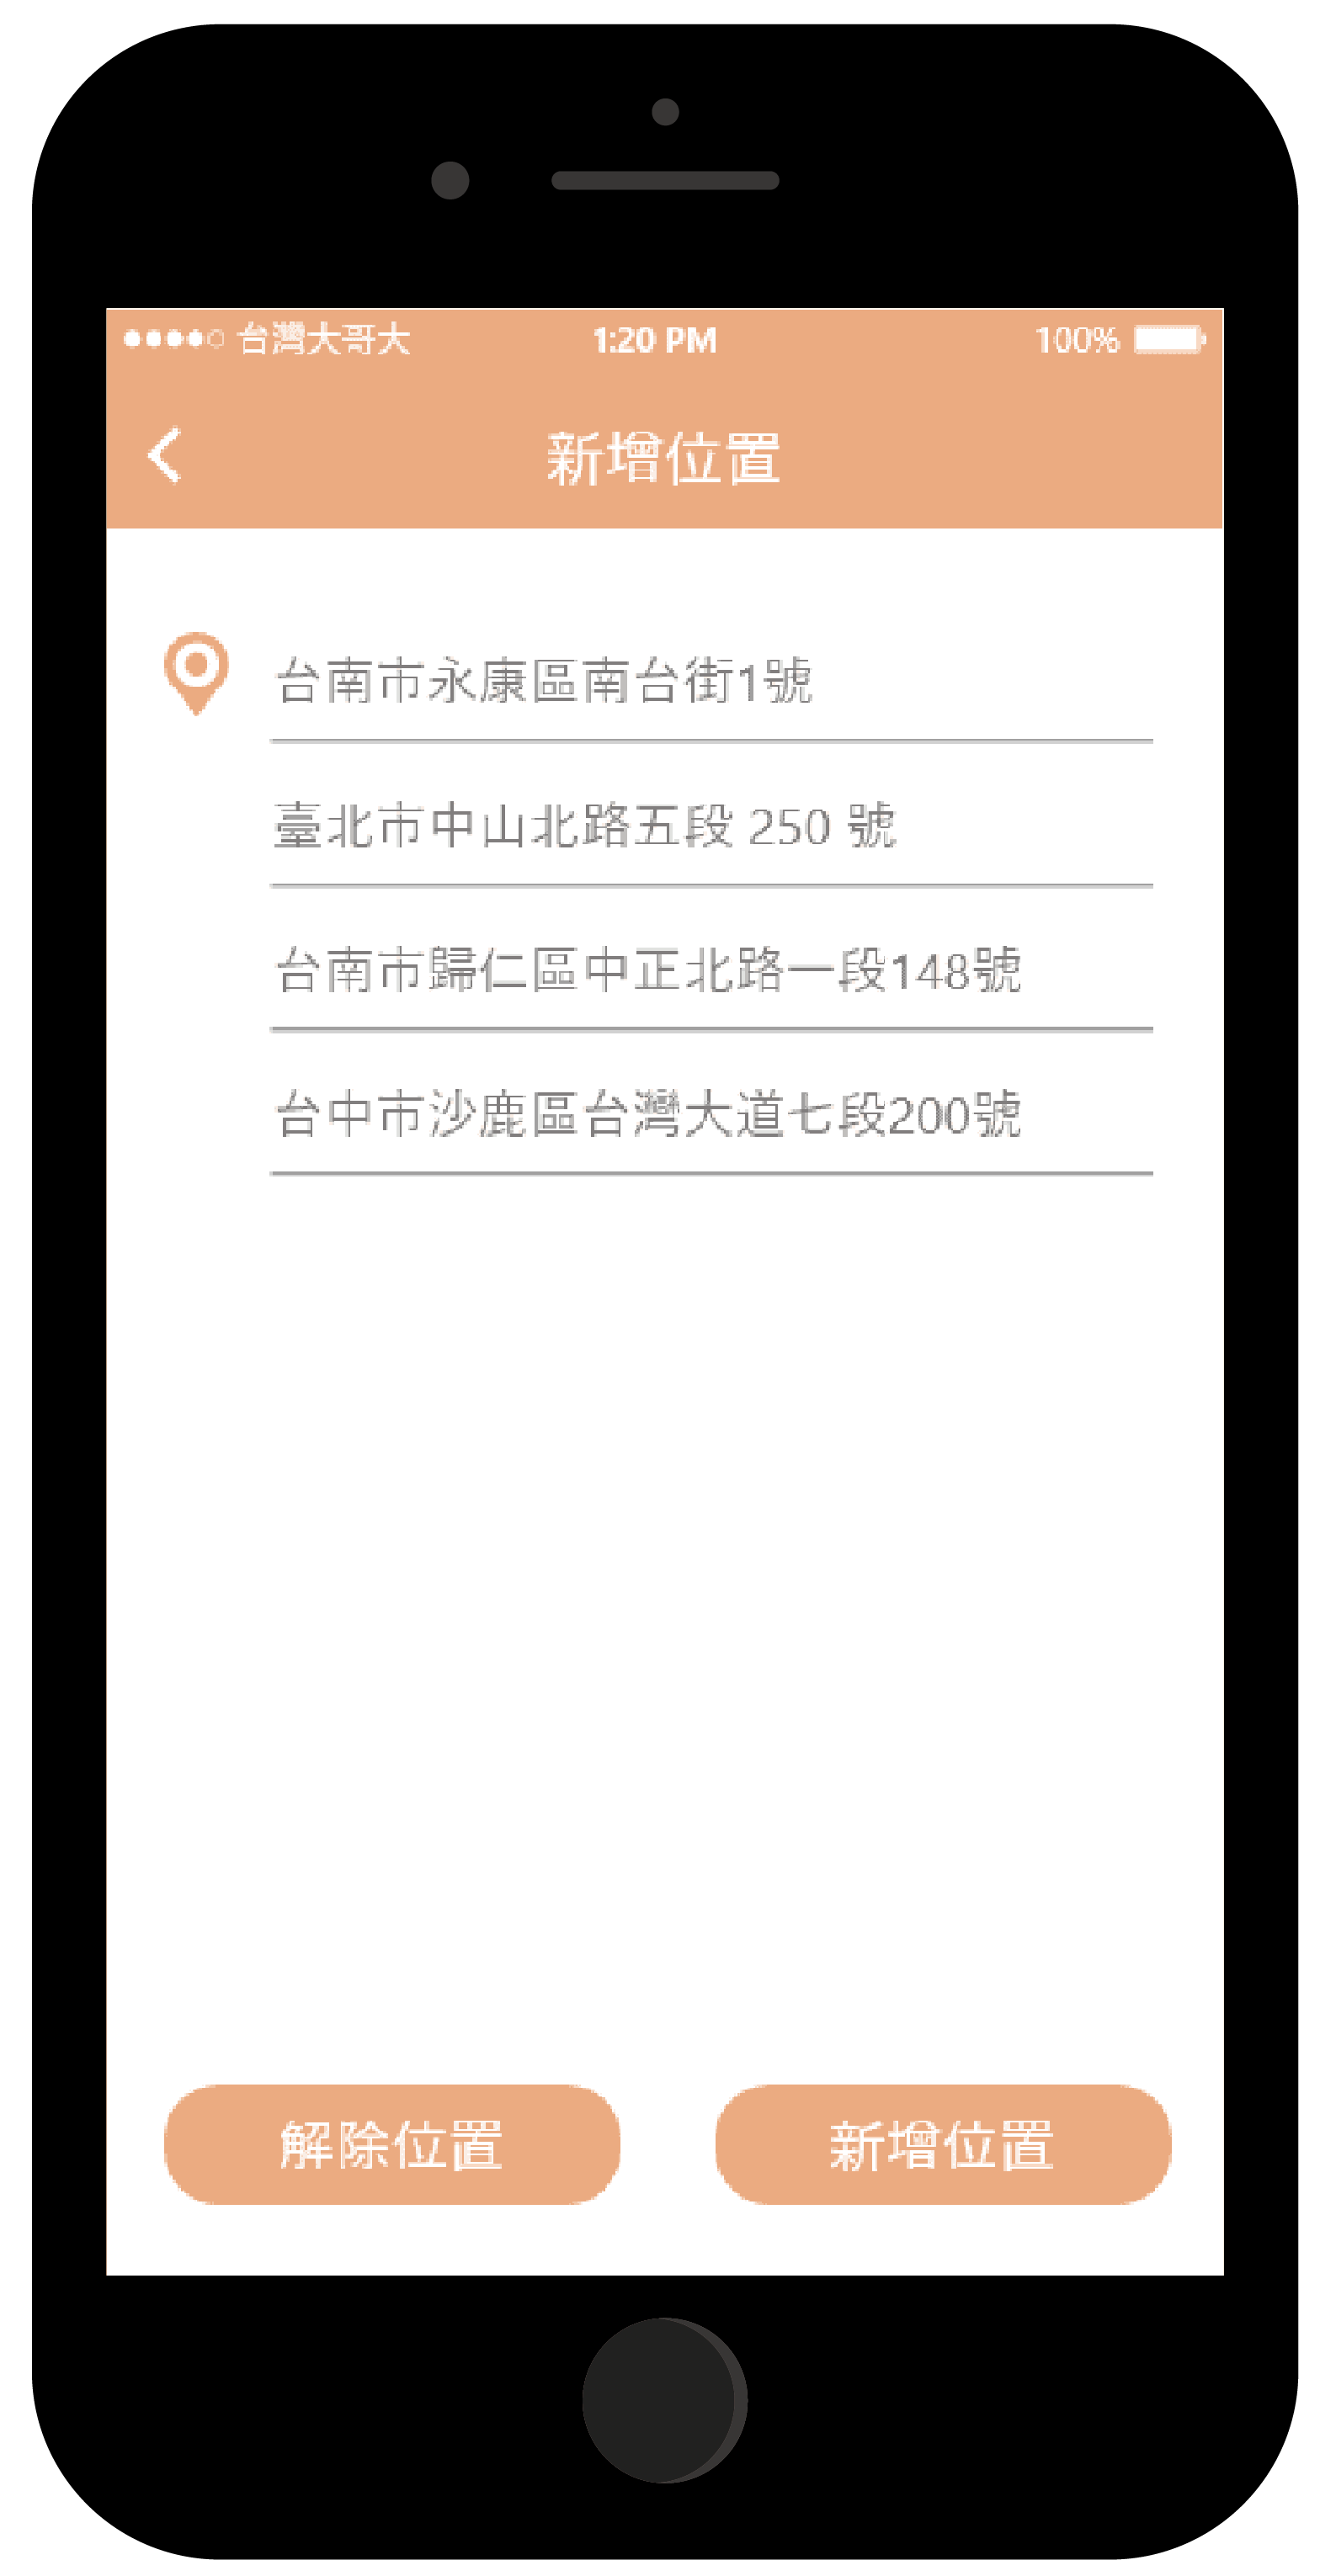 台灣大哥大 1:20 PM 100%
新增位置
台南市永康區南台街1號
臺北市中山北路五段 250 號
台南市歸仁區中正北路一段148號
台中市沙鹿區台灣大道七段200號
解除位置 新增位置